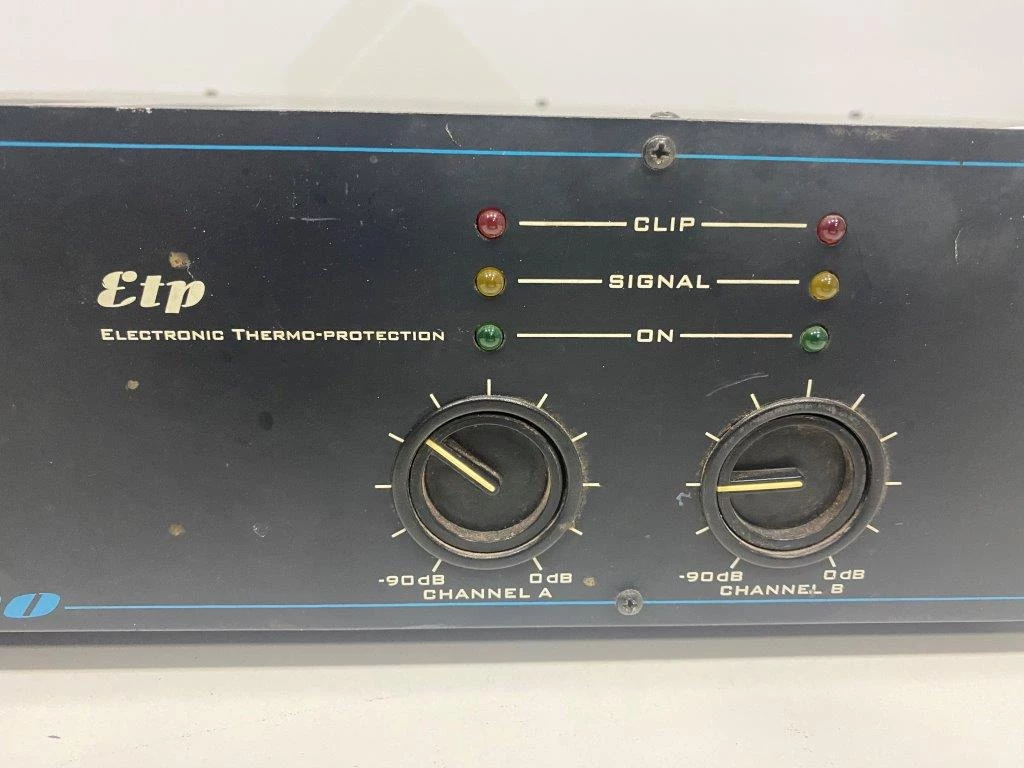 CLIP
SIGNAL
Etp
ELECTRONIC THERMO-PROTECTION
ON
-90dB 0dB
CHANNEL A
-90dB 0dB
CHANNEL B